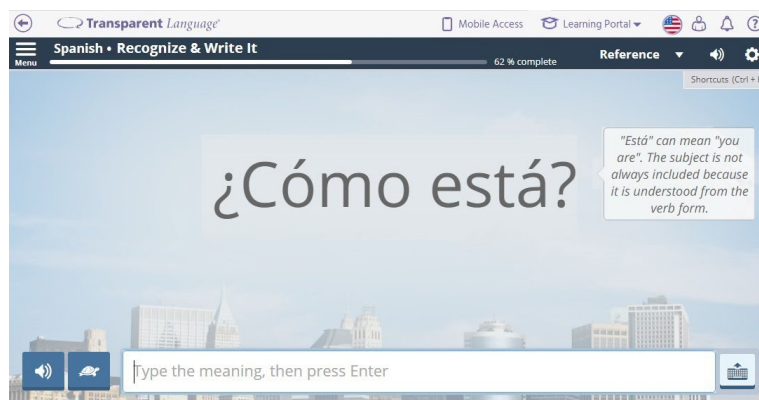 Transparent Language®
Mobile Access
Learning Portal
Menu
Spanish • Recognize & Write It
62 % complete
Reference
Shortcuts (Ctrl +
¿Cómo está?
"Está" can mean "you
are". The subject is not
always included because
it is understood from the
verb form.
Type the meaning, then press Enter